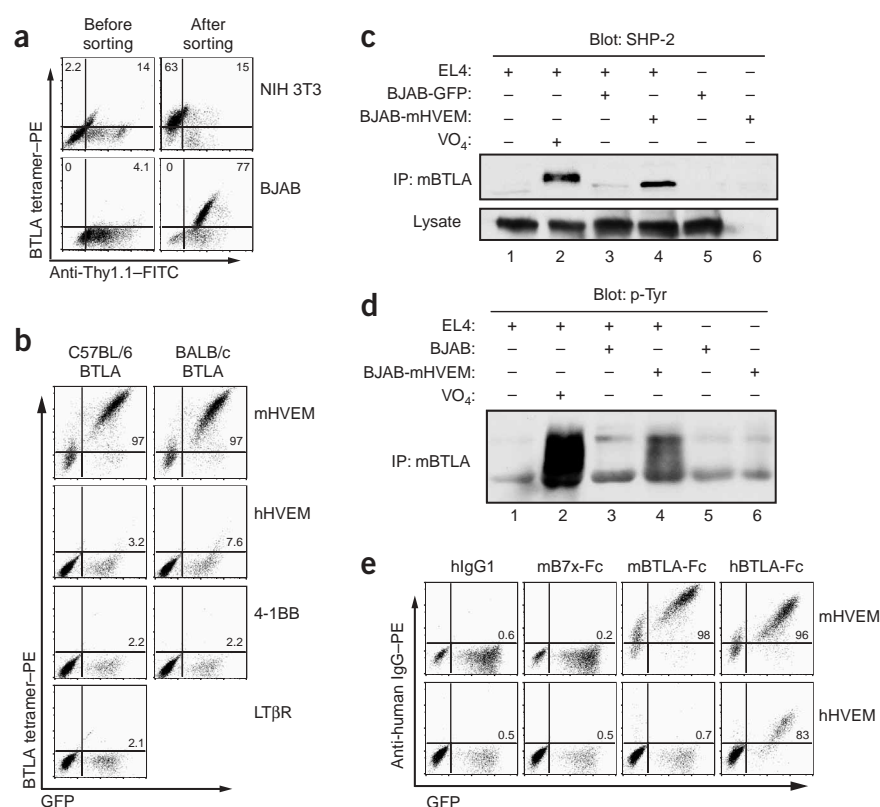 a
Before sorting
After sorting
2.2 14
63 15
NIH 3T3
0 4.1
0 77
BJAB
BTLA tetramer–PE
Anti-Thy1.1–FITC
b
C57BL/6 BTLA
BALB/c BTLA
97
97
mHVEM
3.2
7.6
hHVEM
2.2
2.2
4-1BB
2.1
LTβR
BTLA tetramer–PE
GFP
c
Blot: SHP-2
EL4: + + + + – –
BJAB-GFP: – – + – + –
BJAB-mHVEM: – – – + – +
VO4: – + – – – –
IP: mBTLA
Lysate
1 2 3 4 5 6
d
Blot: p-Tyr
EL4: + + + + – –
BJAB: – – + – + –
BJAB-mHVEM: – – – + – +
VO4: – + – – – –
IP: mBTLA
1 2 3 4 5 6
e
hIgG1 mB7x-Fc mBTLA-Fc hBTLA-Fc
0.6 0.2 98 96
mHVEM
0.5 0.5 0.7 83
hHVEM
Anti-human IgG–PE
GFP